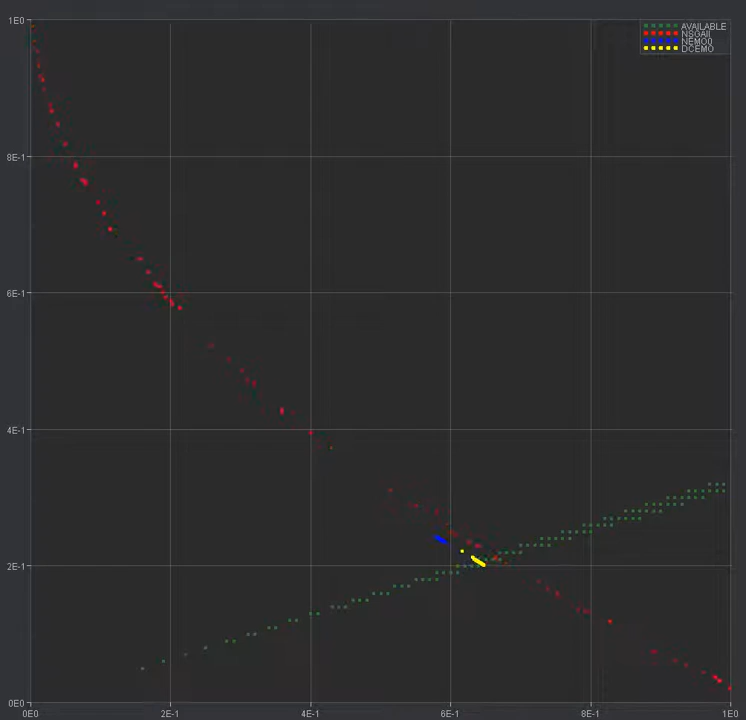 1E0
AVAILABLE
NSGAII
NEMO0
DCEMO
8E-1
6E-1
4E-1
2E-1
0E0
0E0 2E-1 4E-1 6E-1 8E-1 1E0